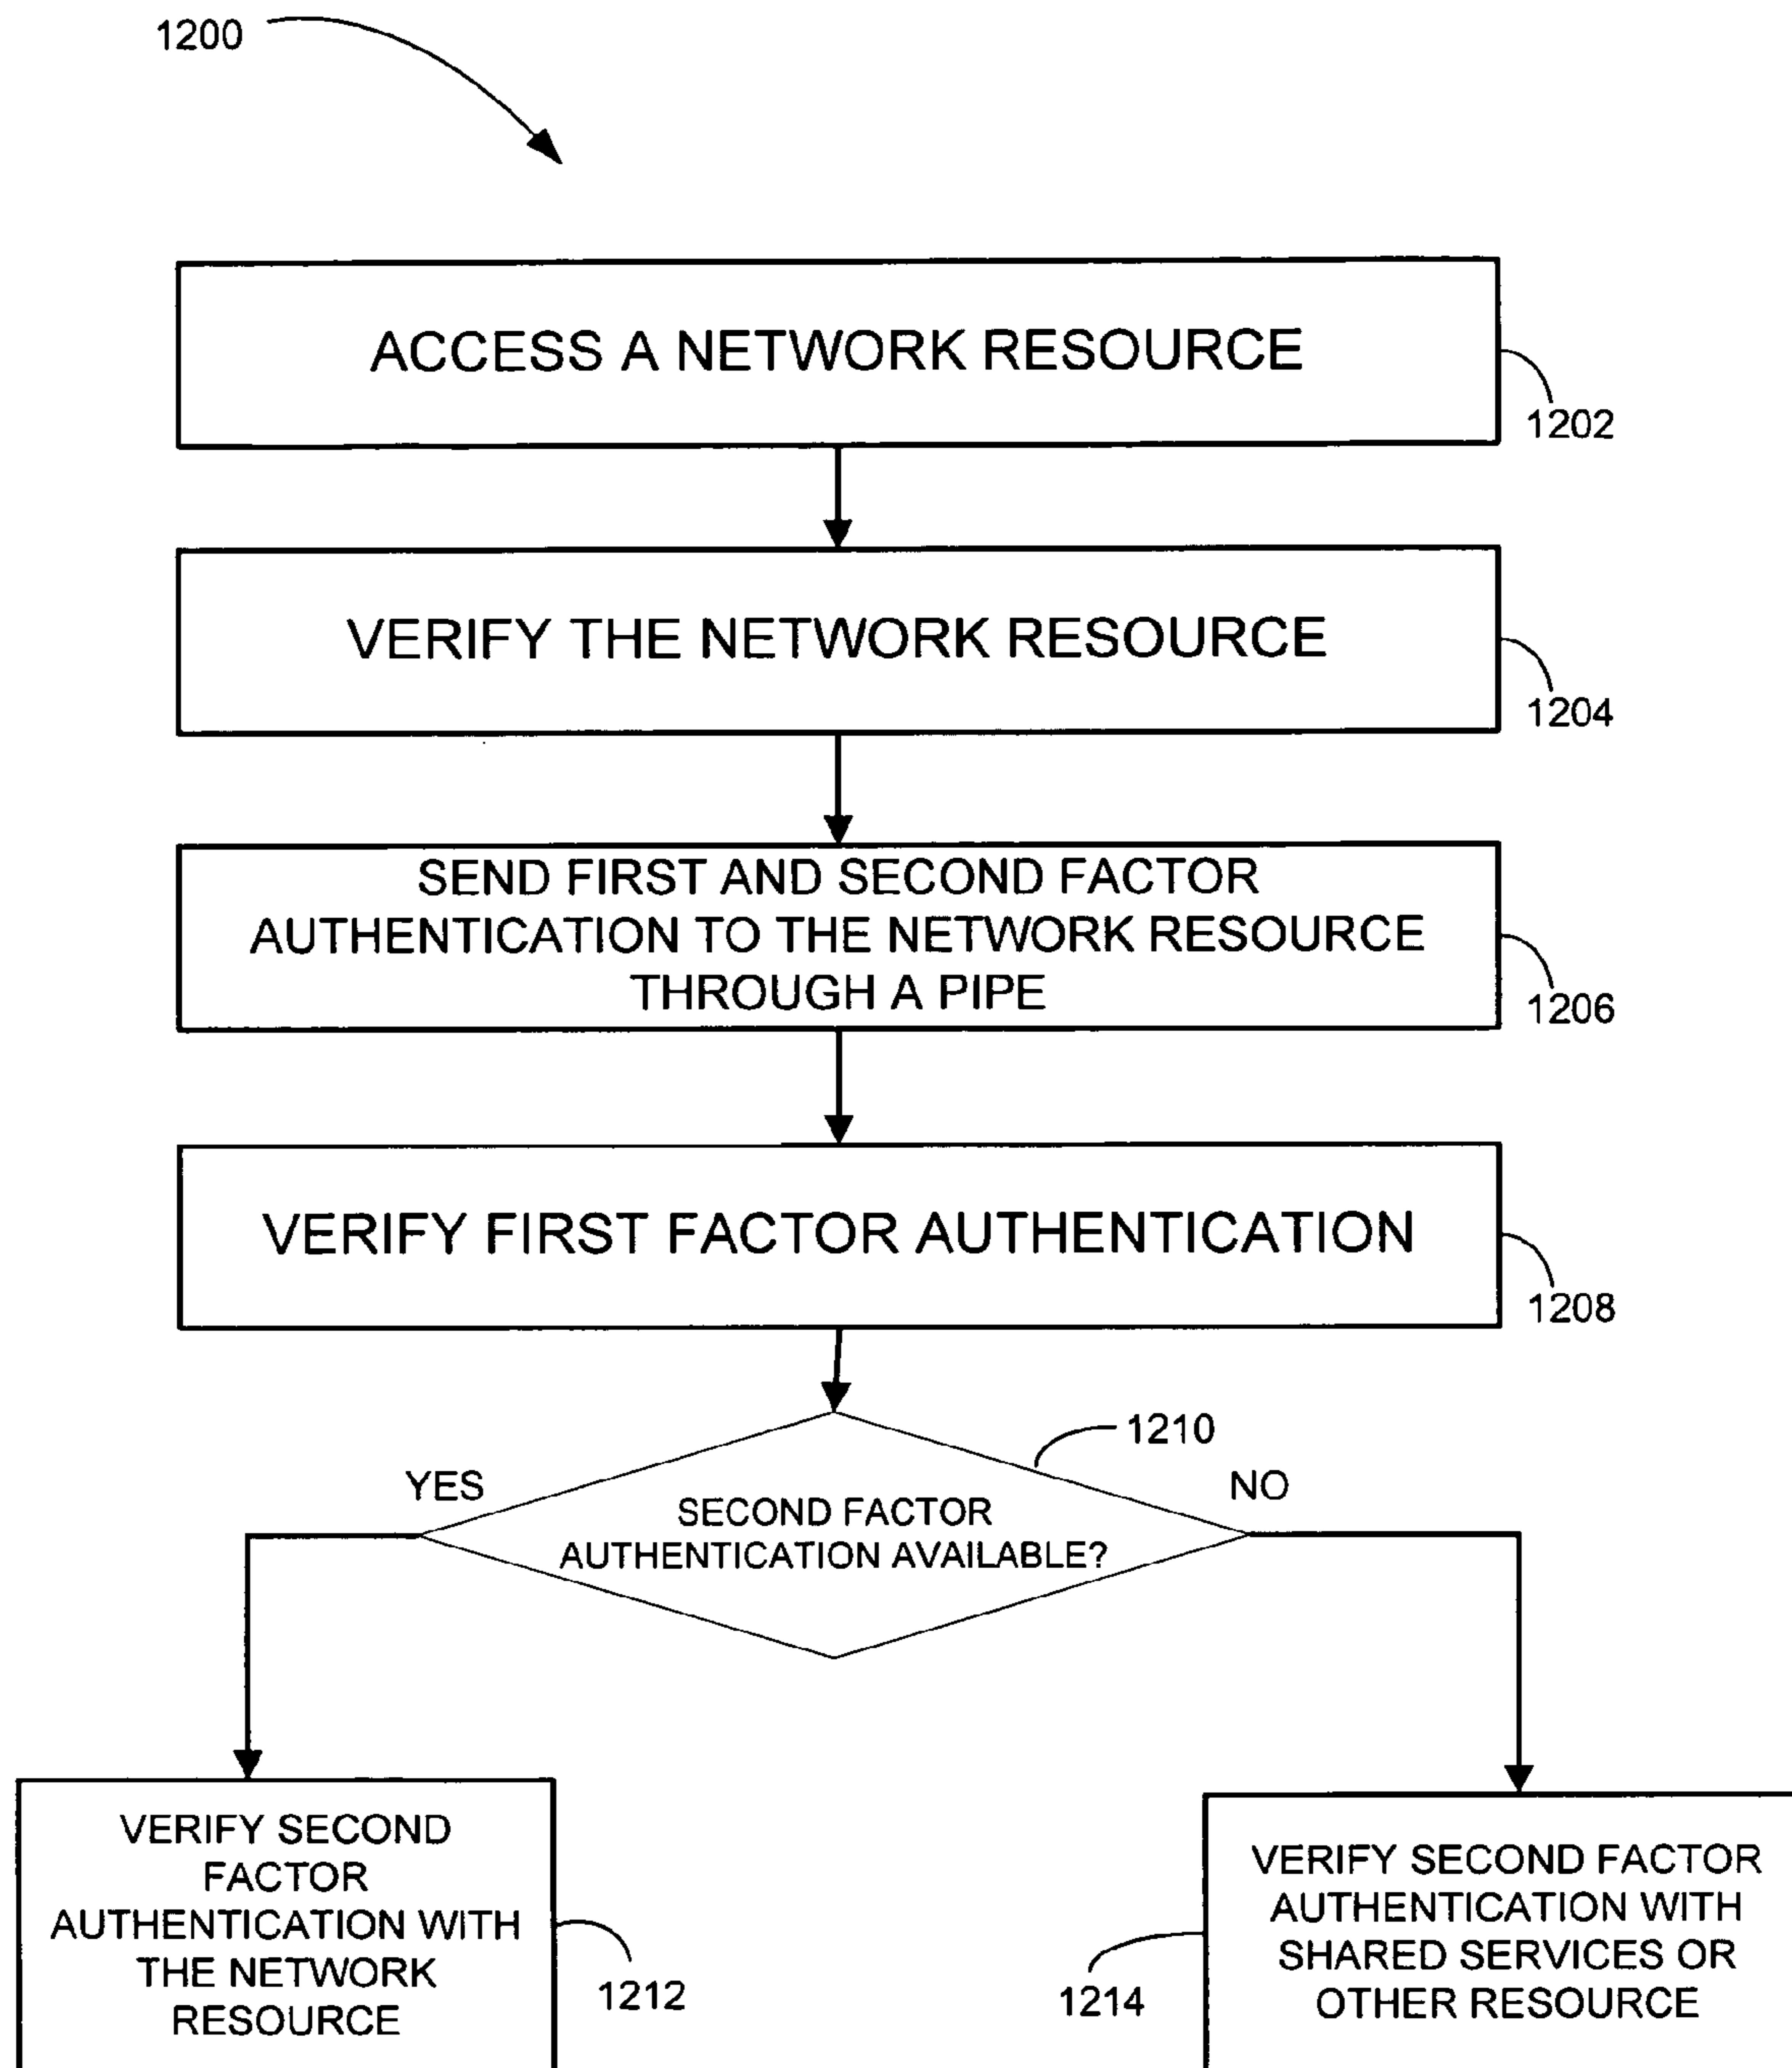 1200
ACCESS A NETWORK RESOURCE
1202
VERIFY THE NETWORK RESOURCE
1204
SEND FIRST AND SECOND FACTOR
AUTHENTICATION TO THE NETWORK RESOURCE
THROUGH A PIPE
1206
VERIFY FIRST FACTOR AUTHENTICATION
1208
1210
YES
NO
SECOND FACTOR
AUTHENTICATION AVAILABLE?
VERIFY SECOND
FACTOR
AUTHENTICATION WITH
THE NETWORK
RESOURCE
1212
1214
VERIFY SECOND FACTOR
AUTHENTICATION WITH
SHARED SERVICES OR
OTHER RESOURCE